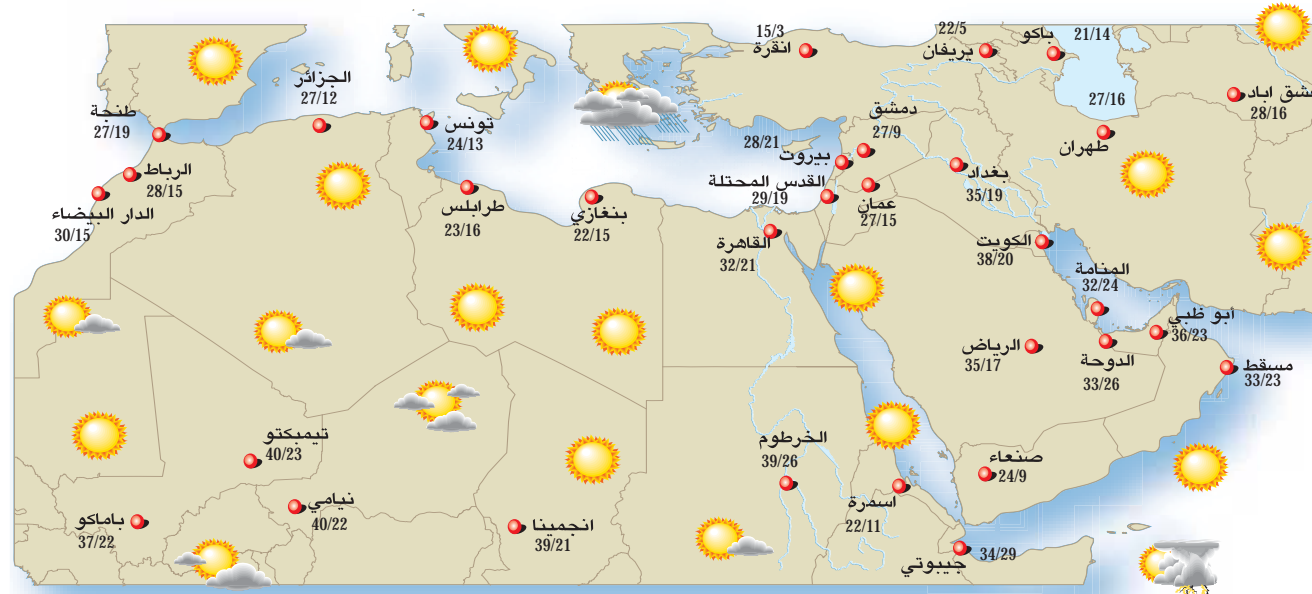 15/3
انقرة
22/5
يريفان
باكو
21/14
27/16
طهران
شق اباد
28/16
الجزائر
27/12
طنجة
27/19
الرباط
28/15
الدار البيضاء
30/15
تونس
24/13
طرابلس
23/16
بنغازي
22/15
دمشق
27/9
28/21
بيروت
القدس المحتلة
29/19
عمان
27/15
بغداد
35/19
القاهرة
32/21
الكويت
38/20
المنامة
32/24
ابو ظبي
36/23
الدوحة
33/26
مسقط
33/23
الرياض
35/17
صنعاء
24/9
الخرطوم
39/26
اسمرة
22/11
34/29
جيبوتي
تيمبكتو
40/23
نيامي
40/22
باماكو
37/22
انجمينا
39/21